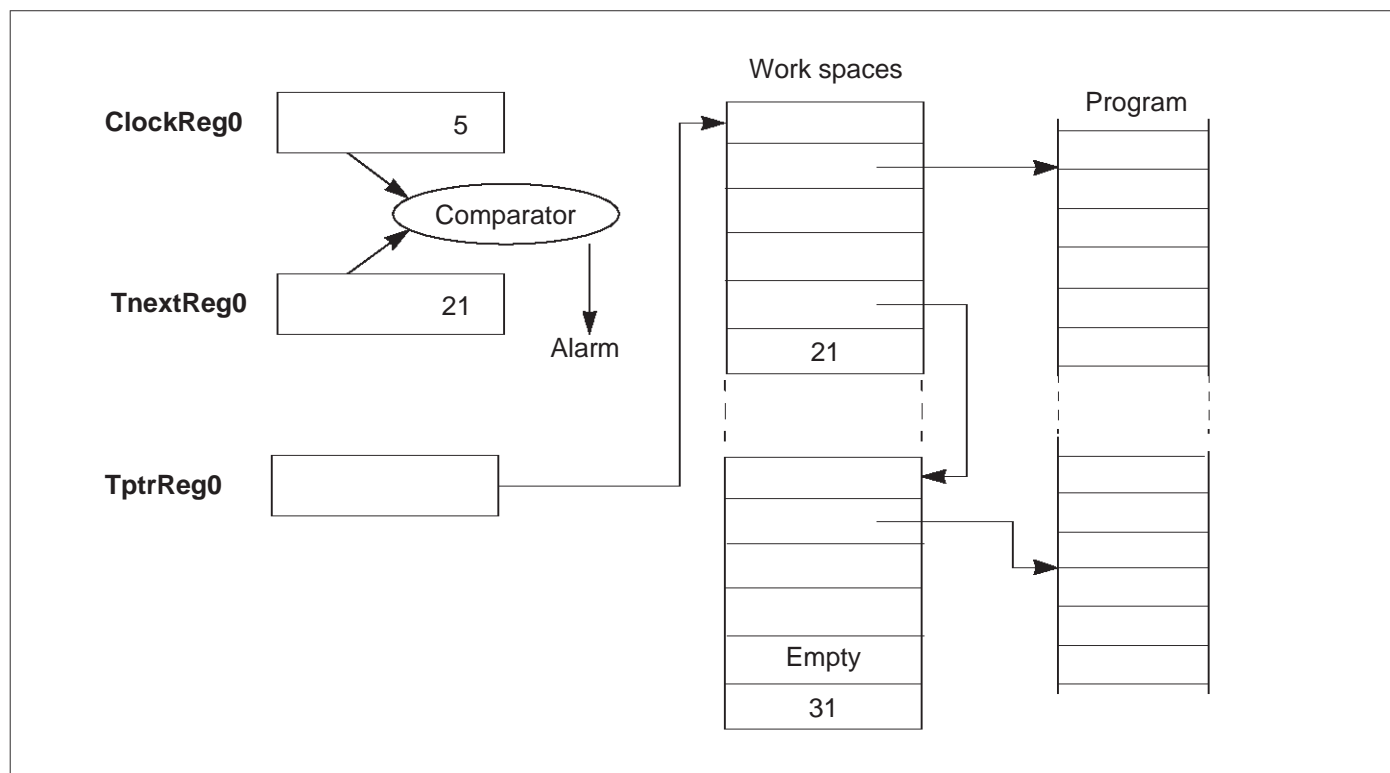 Work spaces
Program
ClockReg0
5
Comparator
TnextReg0
21
Alarm
21
TptrReg0
Empty
31